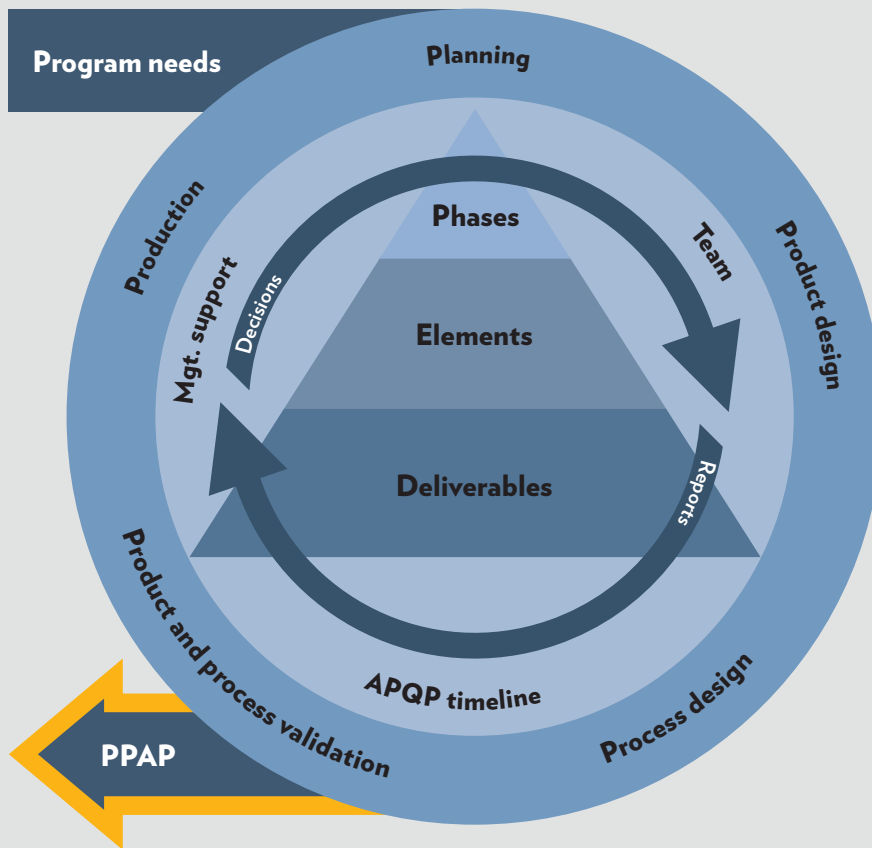 Program needs
Planning
Production
Phases
Team
Product design
Mgt. support
Decisions
Elements
Deliverables
Reports
Product and process validation
APQP timeline
Process design
PPAP